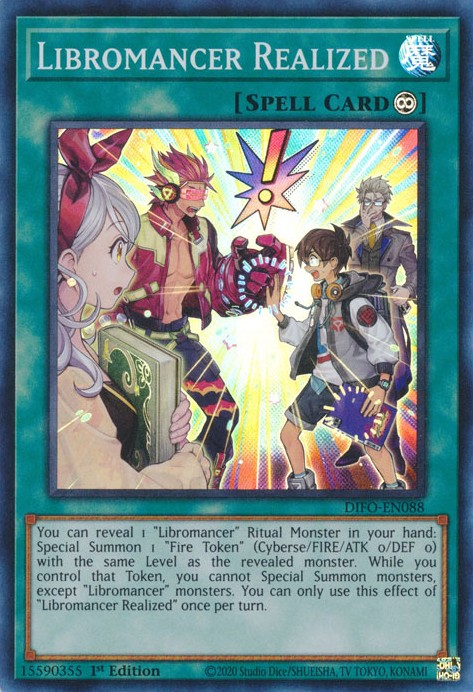 LIBROMANCER REALIZED
SPELL
魔
[SPELL CARD]
!
DIFO-EN088
You can reveal 1 "Libromancer" Ritual Monster in your hand;
Special Summon 1 "Fire Token" (Cyberse/FIRE/ATK 0/DEF 0)
with the same Level as the revealed monster. While you
control that Token, you cannot Special Summon monsters,
except "Libromancer" monsters. You can only use this effect of
"Libromancer Realized" once per turn.
15590355 1st Edition ©2020 Studio Dice/SHUEISHA, TV TOKYO, KONAMI